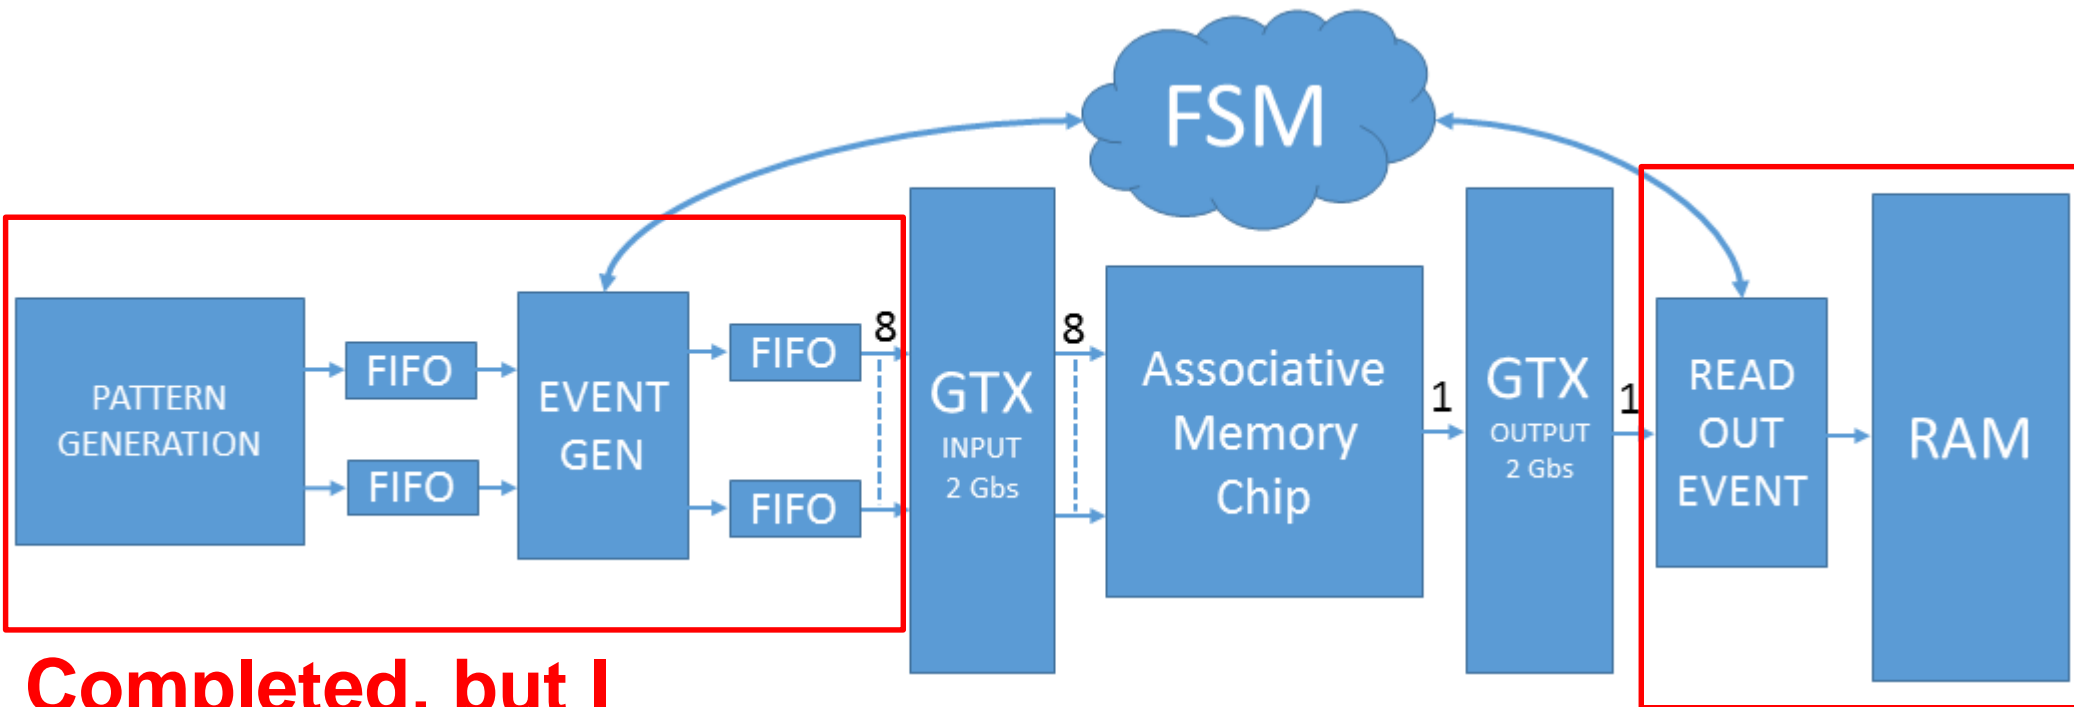 FSM
PATTERN
GENERATION
FIFO
FIFO
EVENT
GEN
FIFO
FIFO
8
GTX
INPUT
2 Gbs
8
Associative
Memory
Chip
1
GTX
OUTPUT
2 Gbs
1
READ
OUT
EVENT
RAM
Completed, but I